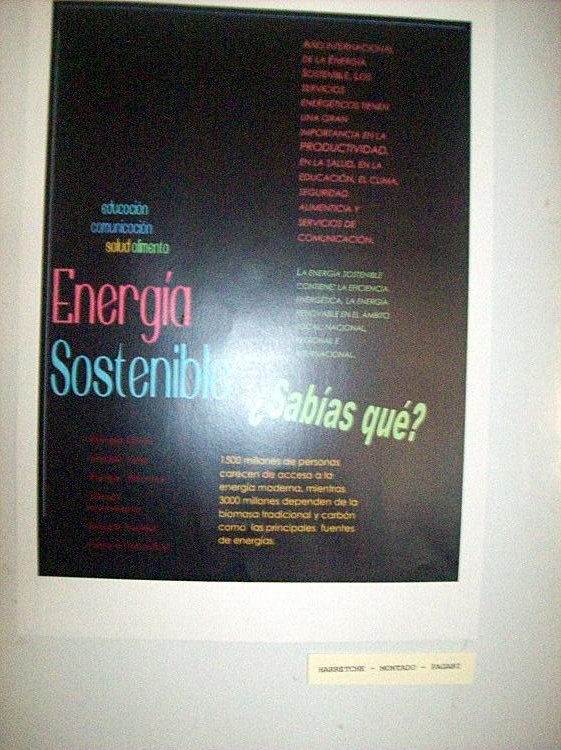 AÑO INTERNACIONAL
DE LA ENERGÍA
SOSTENIBLE. LOS
SERVICIOS
ENERGÉTICOS TIENEN
UNA GRAN
IMPORTANCIA EN LA
PRODUCTIVIDAD,
EN LA SALUD, EN LA
EDUCACIÓN, EL CLIMA,
SEGURIDAD
ALIMENTICIA Y
SERVICIOS DE
COMUNICACIÓN.
educación
comunicación
salud alimento
Energía
Sostenible
LA ENERGÍA SOSTENIBLE
CONTIENE: LA EFICIENCIA
ENERGÉTICA, LA ENERGÍA
RENOVABLE EN EL ÁMBITO
LOCAL, NACIONAL,
REGIONAL E
INTERNACIONAL.
¿Sabías qué?
1500 millones de personas
carecen de acceso a la
energía moderna, mientras
3000 millones dependen de la
biomasa tradicional y carbón
como las principales fuentes
de energías.
HARRETCHE - MONTADO - PAGANI